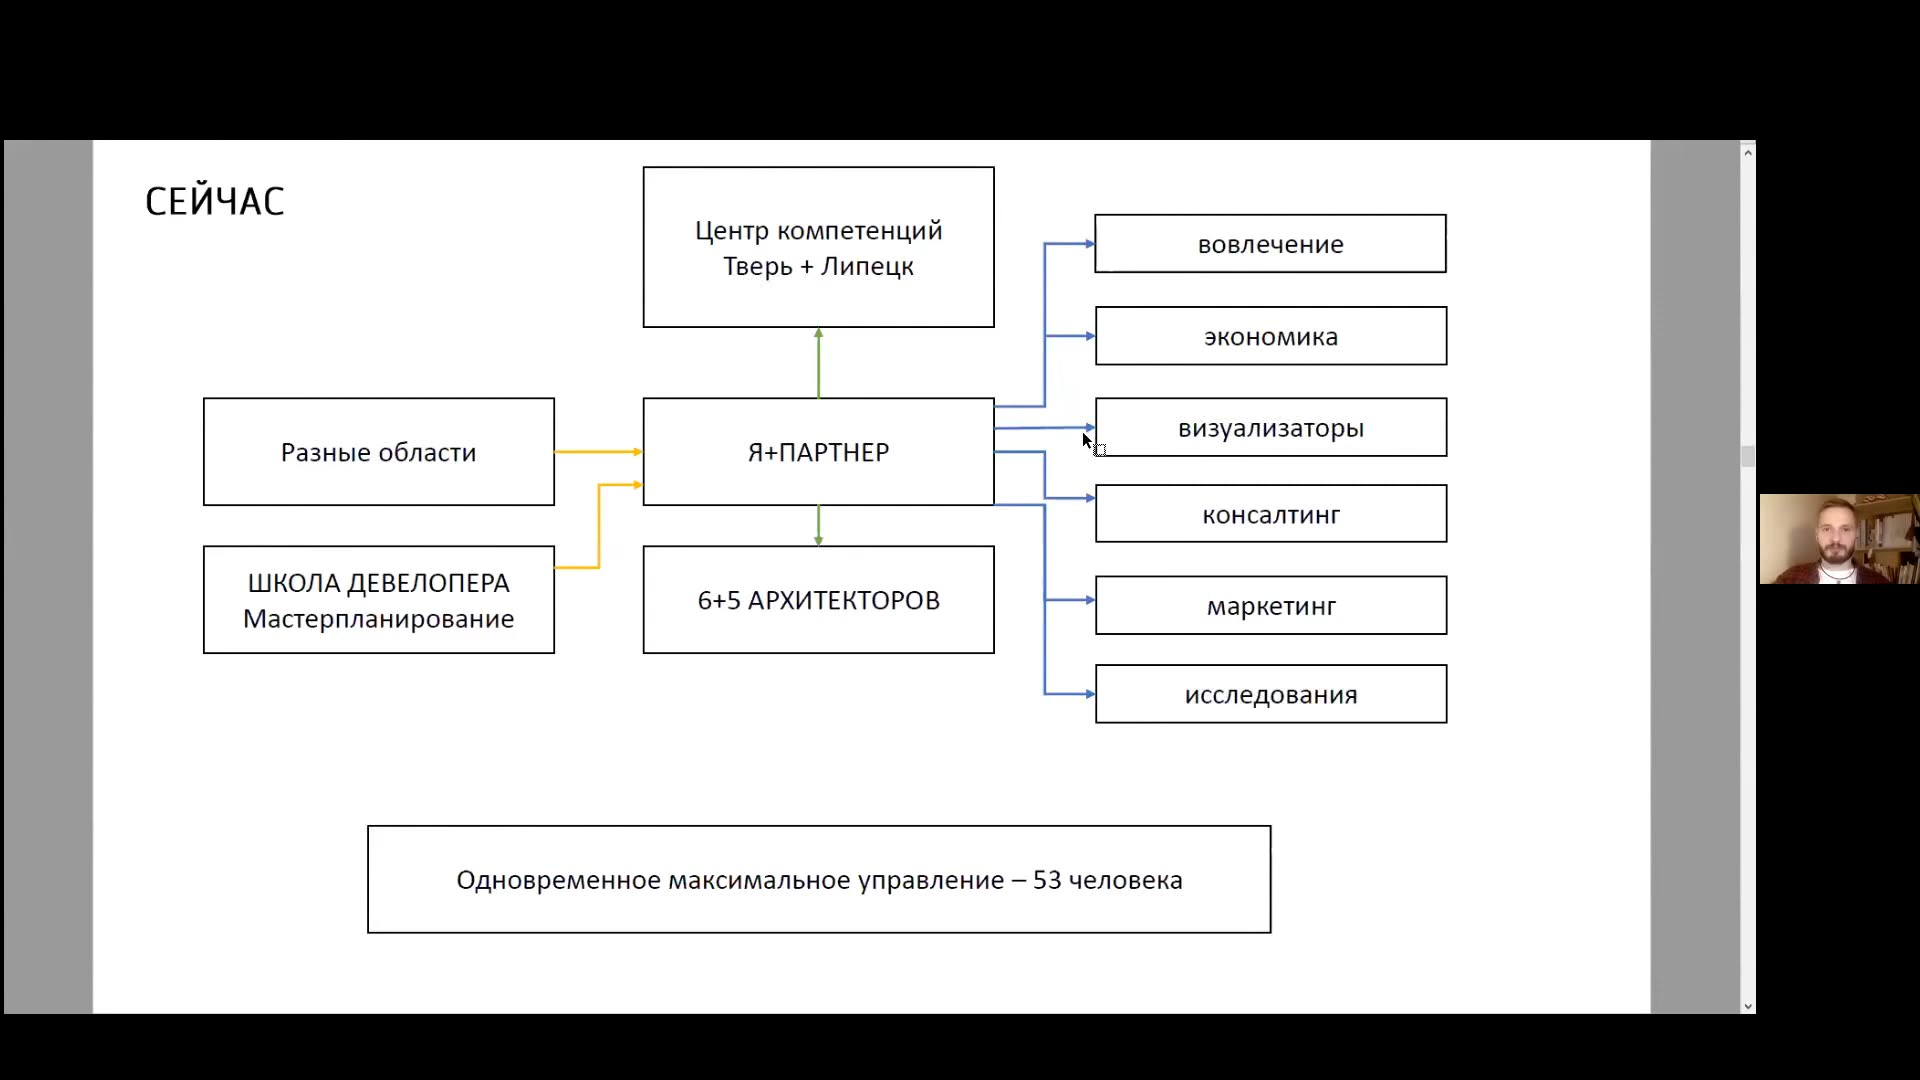 СЕЙЧАС
Центр компетенций
Тверь + Липецк
вовлечение
экономика
Разные области
Я+ПАРТНЕР
визуализаторы
консалтинг
ШКОЛА ДЕВЕЛОПЕРА
Мастерпланирование
6+5 АРХИТЕКТОРОВ
маркетинг
исследования
Одновременное максимальное управление – 53 человека